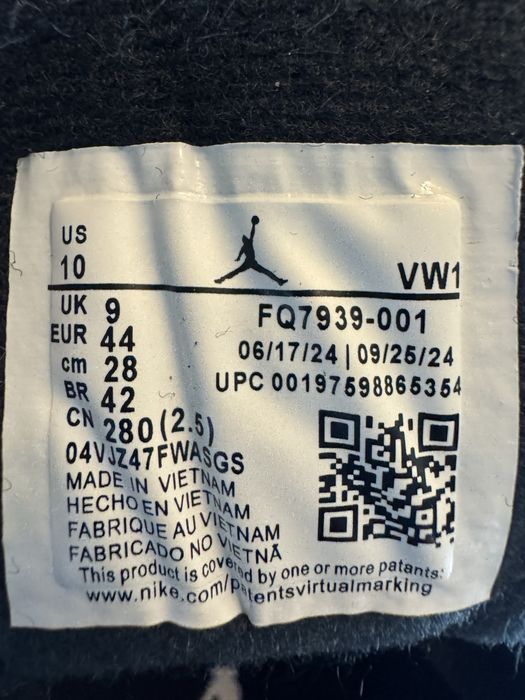 US
10
VW1
UK 9
EUR 44
cm 28
BR 42
CN 280 (2.5)
FQ7939-001
06/17/24 | 09/25/24
UPC 00197598865354
04VJZ47FWASGS
MADE IN VIETNAM
HECHO EN VIETNAM
FABRIQUE AU VIETNAM
FABRICADO NO VIETNÃ
This product is covered by one or more patents:
www.nike.com/patentsvirtualmarking